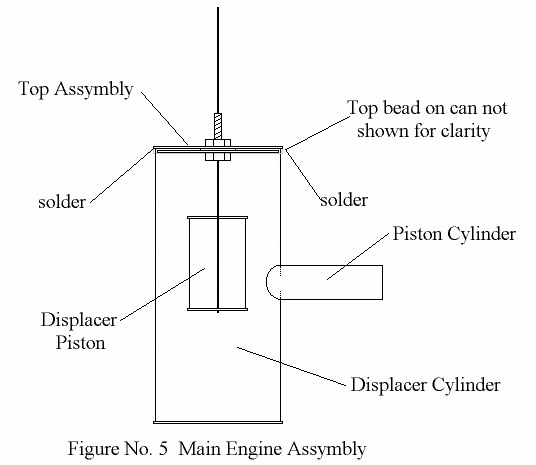 Top Assymbly
Top bead on can not
shown for clarity
solder
solder
Piston Cylinder
Displacer
Piston
Displacer Cylinder
Figure No. 5 Main Engine Assymbly